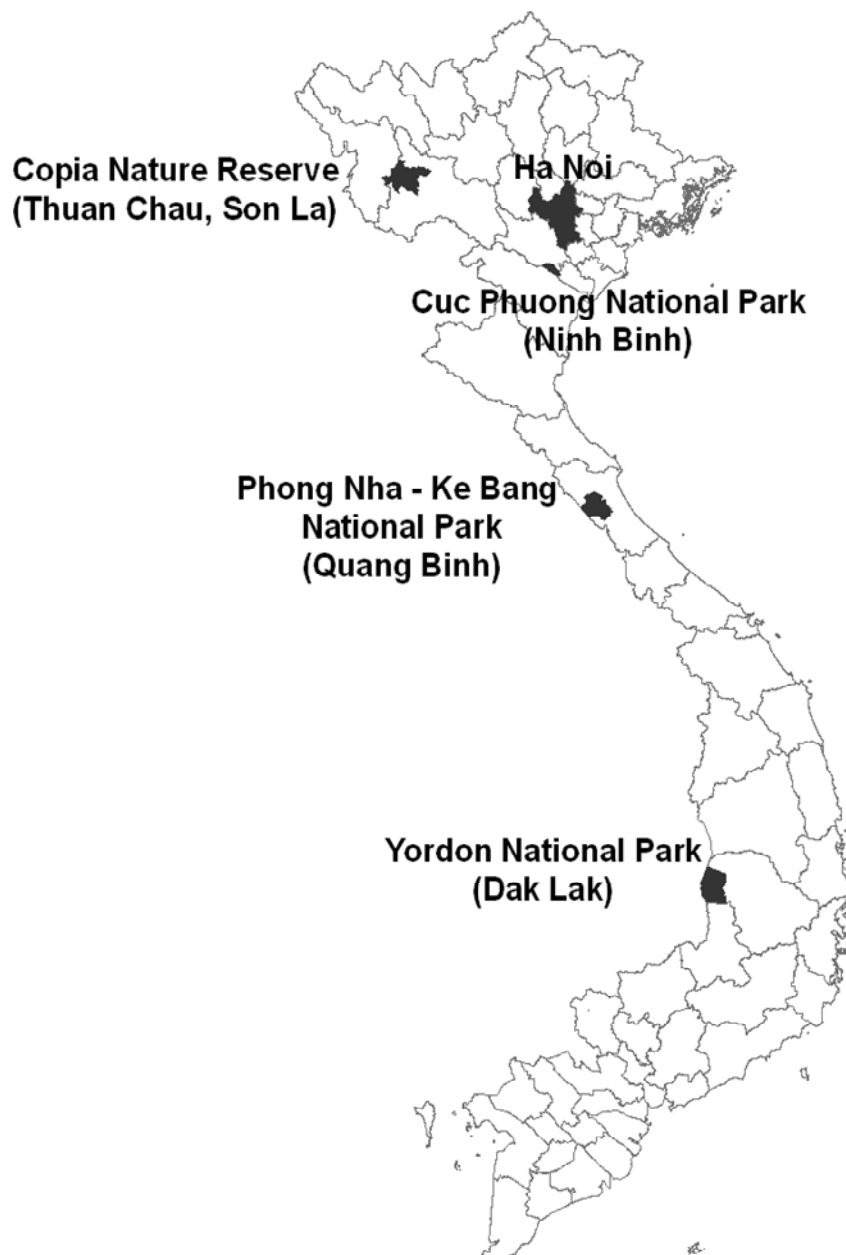 Copia Nature Reserve
(Thuan Chau, Son La)
Ha Noi
Cuc Phuong National Park
(Ninh Binh)
Phong Nha - Ke Bang
National Park
(Quang Binh)
Yordon National Park
(Dak Lak)